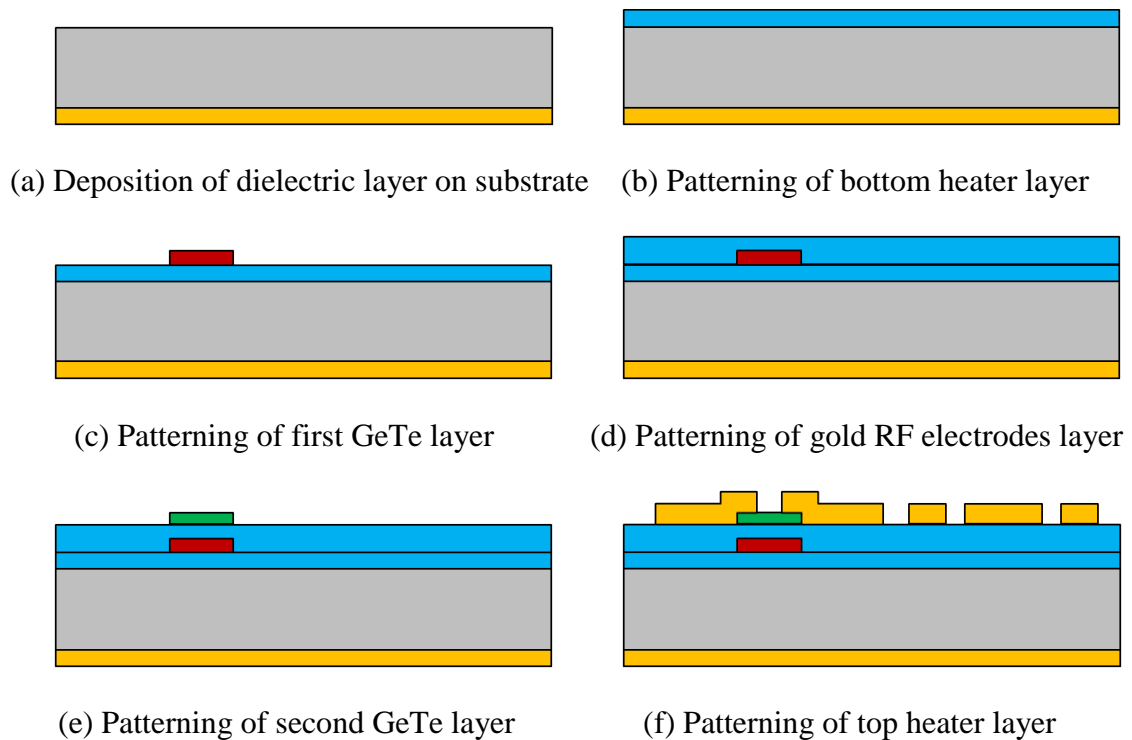 (a) Deposition of dielectric layer on substrate
(b) Patterning of bottom heater layer
(c) Patterning of first GeTe layer
(d) Patterning of gold RF electrodes layer
(e) Patterning of second GeTe layer
(f) Patterning of top heater layer